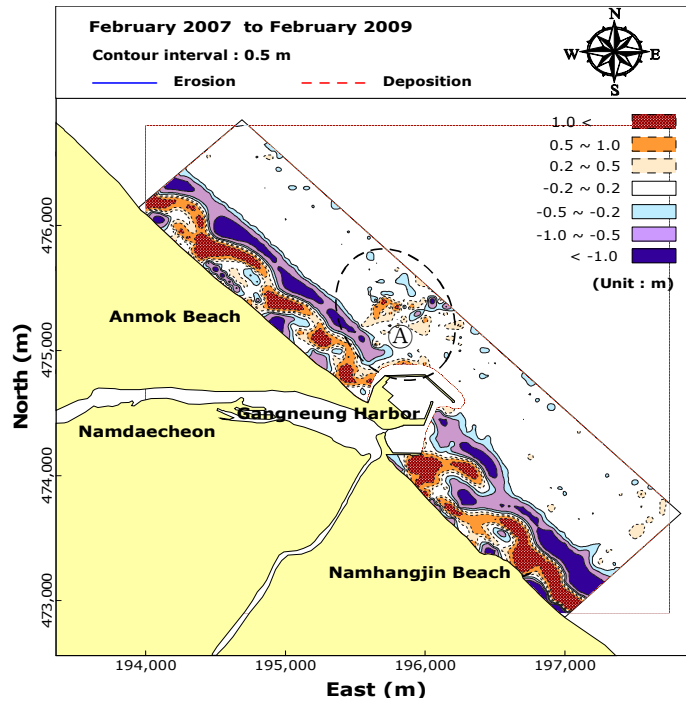 February 2007 to February 2009
Contour interval : 0.5 m
Erosion
Deposition
N
W E
S
1.0 <
0.5 ~ 1.0
0.2 ~ 0.5
-0.2 ~ 0.2
-0.5 ~ -0.2
-1.0 ~ -0.5
< -1.0
(Unit : m)
476,000
475,000
474,000
473,000
North (m)
Anmok Beach
A
Gangneung Harbor
Namdaecheon
Namhangjin Beach
194,000
195,000
196,000
197,000
East (m)